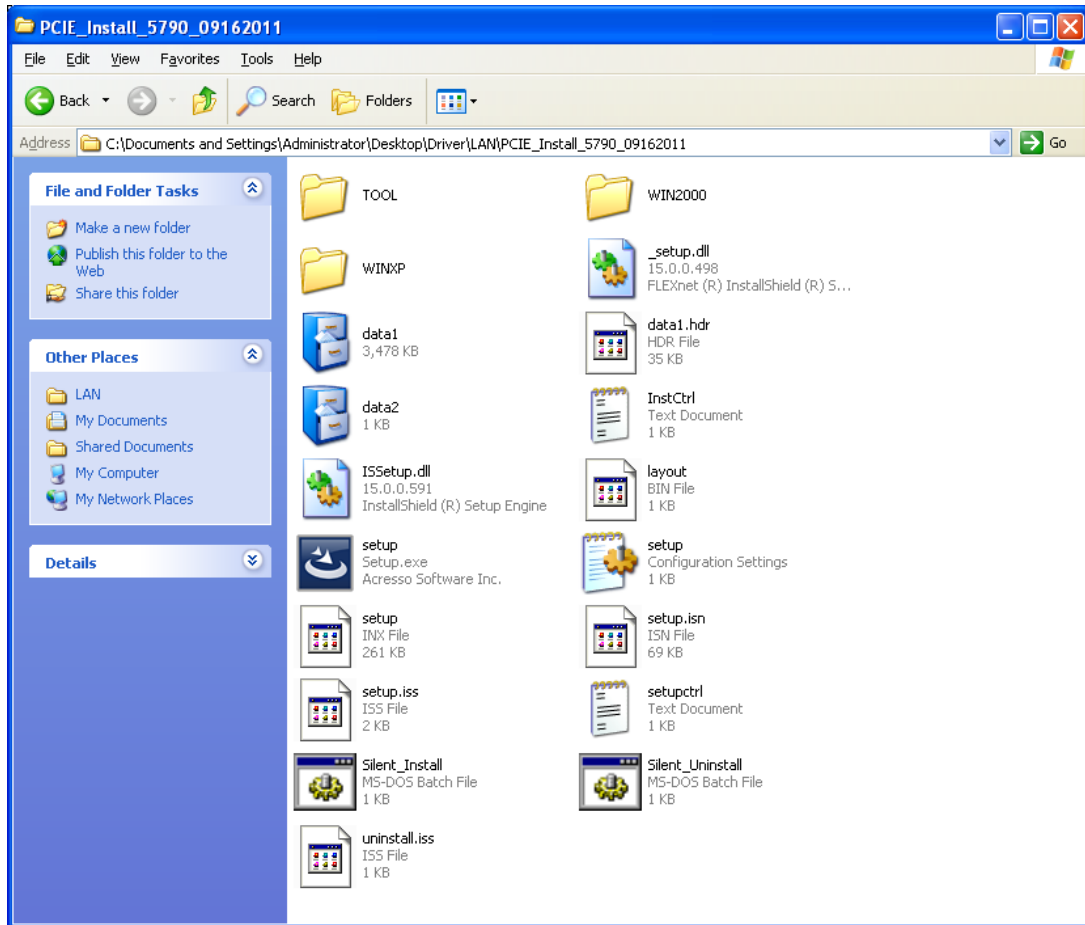 PCIE_Install_5790_09162011
File Edit View Favorites Tools Help
Back Search Folders
Address C:\Documents and Settings\Administrator\Desktop\Driver\LAN\PCIE_Install_5790_09162011 Go
File and Folder Tasks
Make a new folder
Publish this folder to the
Web
Share this folder
Other Places
LAN
My Documents
Shared Documents
My Computer
My Network Places
Details
TOOL
WIN2000
WINXP
_setup.dll
15.0.0.498
FLEXnet (R) InstallShield (R) S...
data1
3,478 KB
data1.hdr
HDR File
35 KB
data2
1 KB
InstCtrl
Text Document
1 KB
ISSetup.dll
15.0.0.591
InstallShield (R) Setup Engine
layout
BIN File
1 KB
setup
Setup.exe
Acresso Software Inc.
setup
Configuration Settings
1 KB
setup
INX File
261 KB
setup.isn
ISN File
69 KB
setup.iss
ISS File
2 KB
setupctrl
Text Document
1 KB
Silent_Install
MS-DOS Batch File
1 KB
Silent_Uninstall
MS-DOS Batch File
1 KB
uninstall.iss
ISS File
1 KB